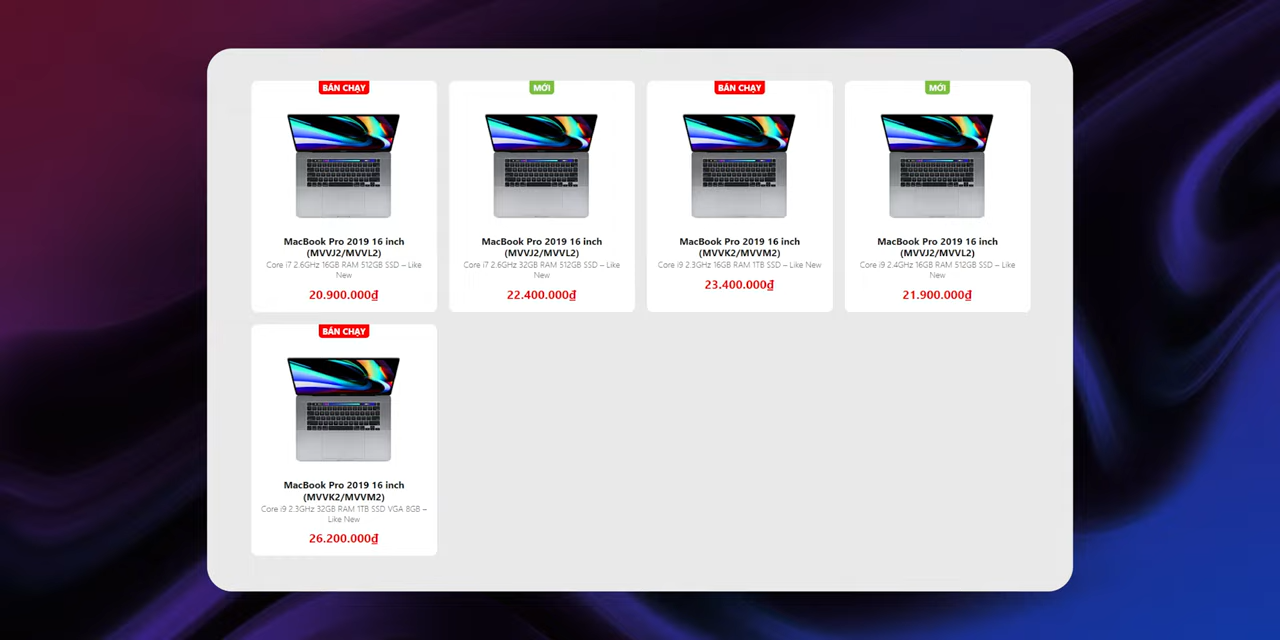 BÁN CHẠY
MacBook Pro 2019 16 inch
(MVVJ2/MVVL2)
Core i7 2.6GHz 16GB RAM 512GB SSD – Like
New
20.900.000₫
MỚI
MacBook Pro 2019 16 inch
(MVVJ2/MVVL2)
Core i7 2.6GHz 32GB RAM 512GB SSD – Like
New
22.400.000₫
BÁN CHẠY
MacBook Pro 2019 16 inch
(MVVK2/MVVM2)
Core i9 2.3GHz 16GB RAM 1TB SSD – Like New
23.400.000₫
MỚI
MacBook Pro 2019 16 inch
(MVVJ2/MVVL2)
Core i9 2.4GHz 16GB RAM 512GB SSD – Like
New
21.900.000₫
BÁN CHẠY
MacBook Pro 2019 16 inch
(MVVK2/MVVM2)
Core i9 2.3GHz 32GB RAM 1TB SSD VGA 8GB –
Like New
26.200.000₫